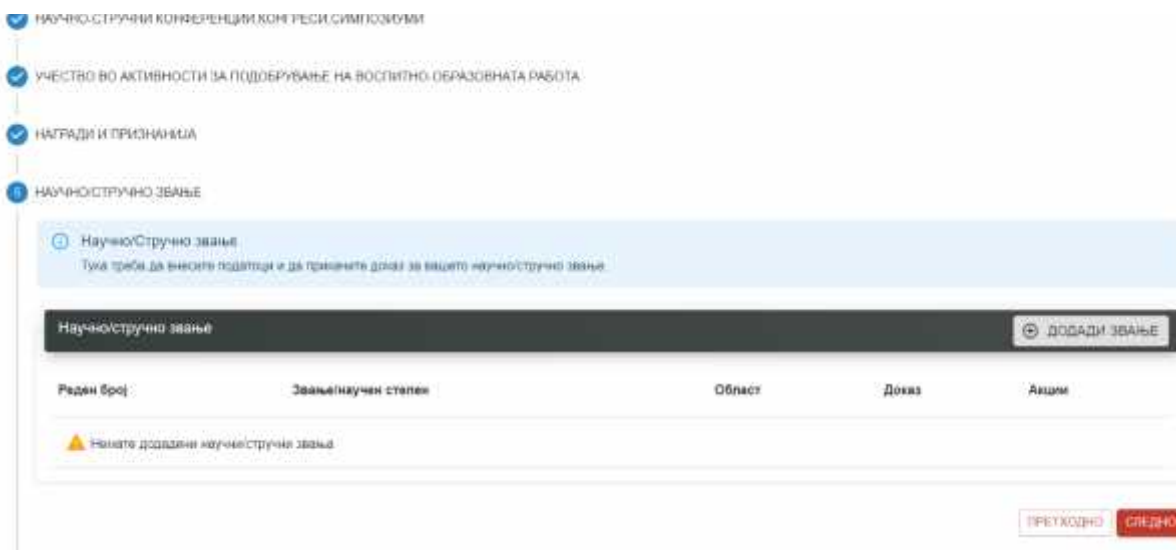 НАУЧНО-СТРУЧНИ КОНФЕРЕНЦИИ,КОНГРЕСИ,СИМПОЗИУМИ
УЧЕСТВО ВО АКТИВНОСТИ ЗА ПОДОБРУВАЊЕ НА ВОСПИТНО-ОБРАЗОВНАТА РАБОТА
НАГРАДИ И ПРИЗНАНИЈА
НАУЧНО/СТРУЧНО ЗВАЊЕ
Научно/Стручно звање
Тука треба да внесете податоци и да прикачите доказ за вашето научно/стручно звање.
Научно/стручно звање ДОДАДИ ЗВАЊЕ
Реден број Звање/научен степен Област Доказ Акции
Немате додадени научни/стручни звања
ПРЕТХОДНО СЛЕДНО